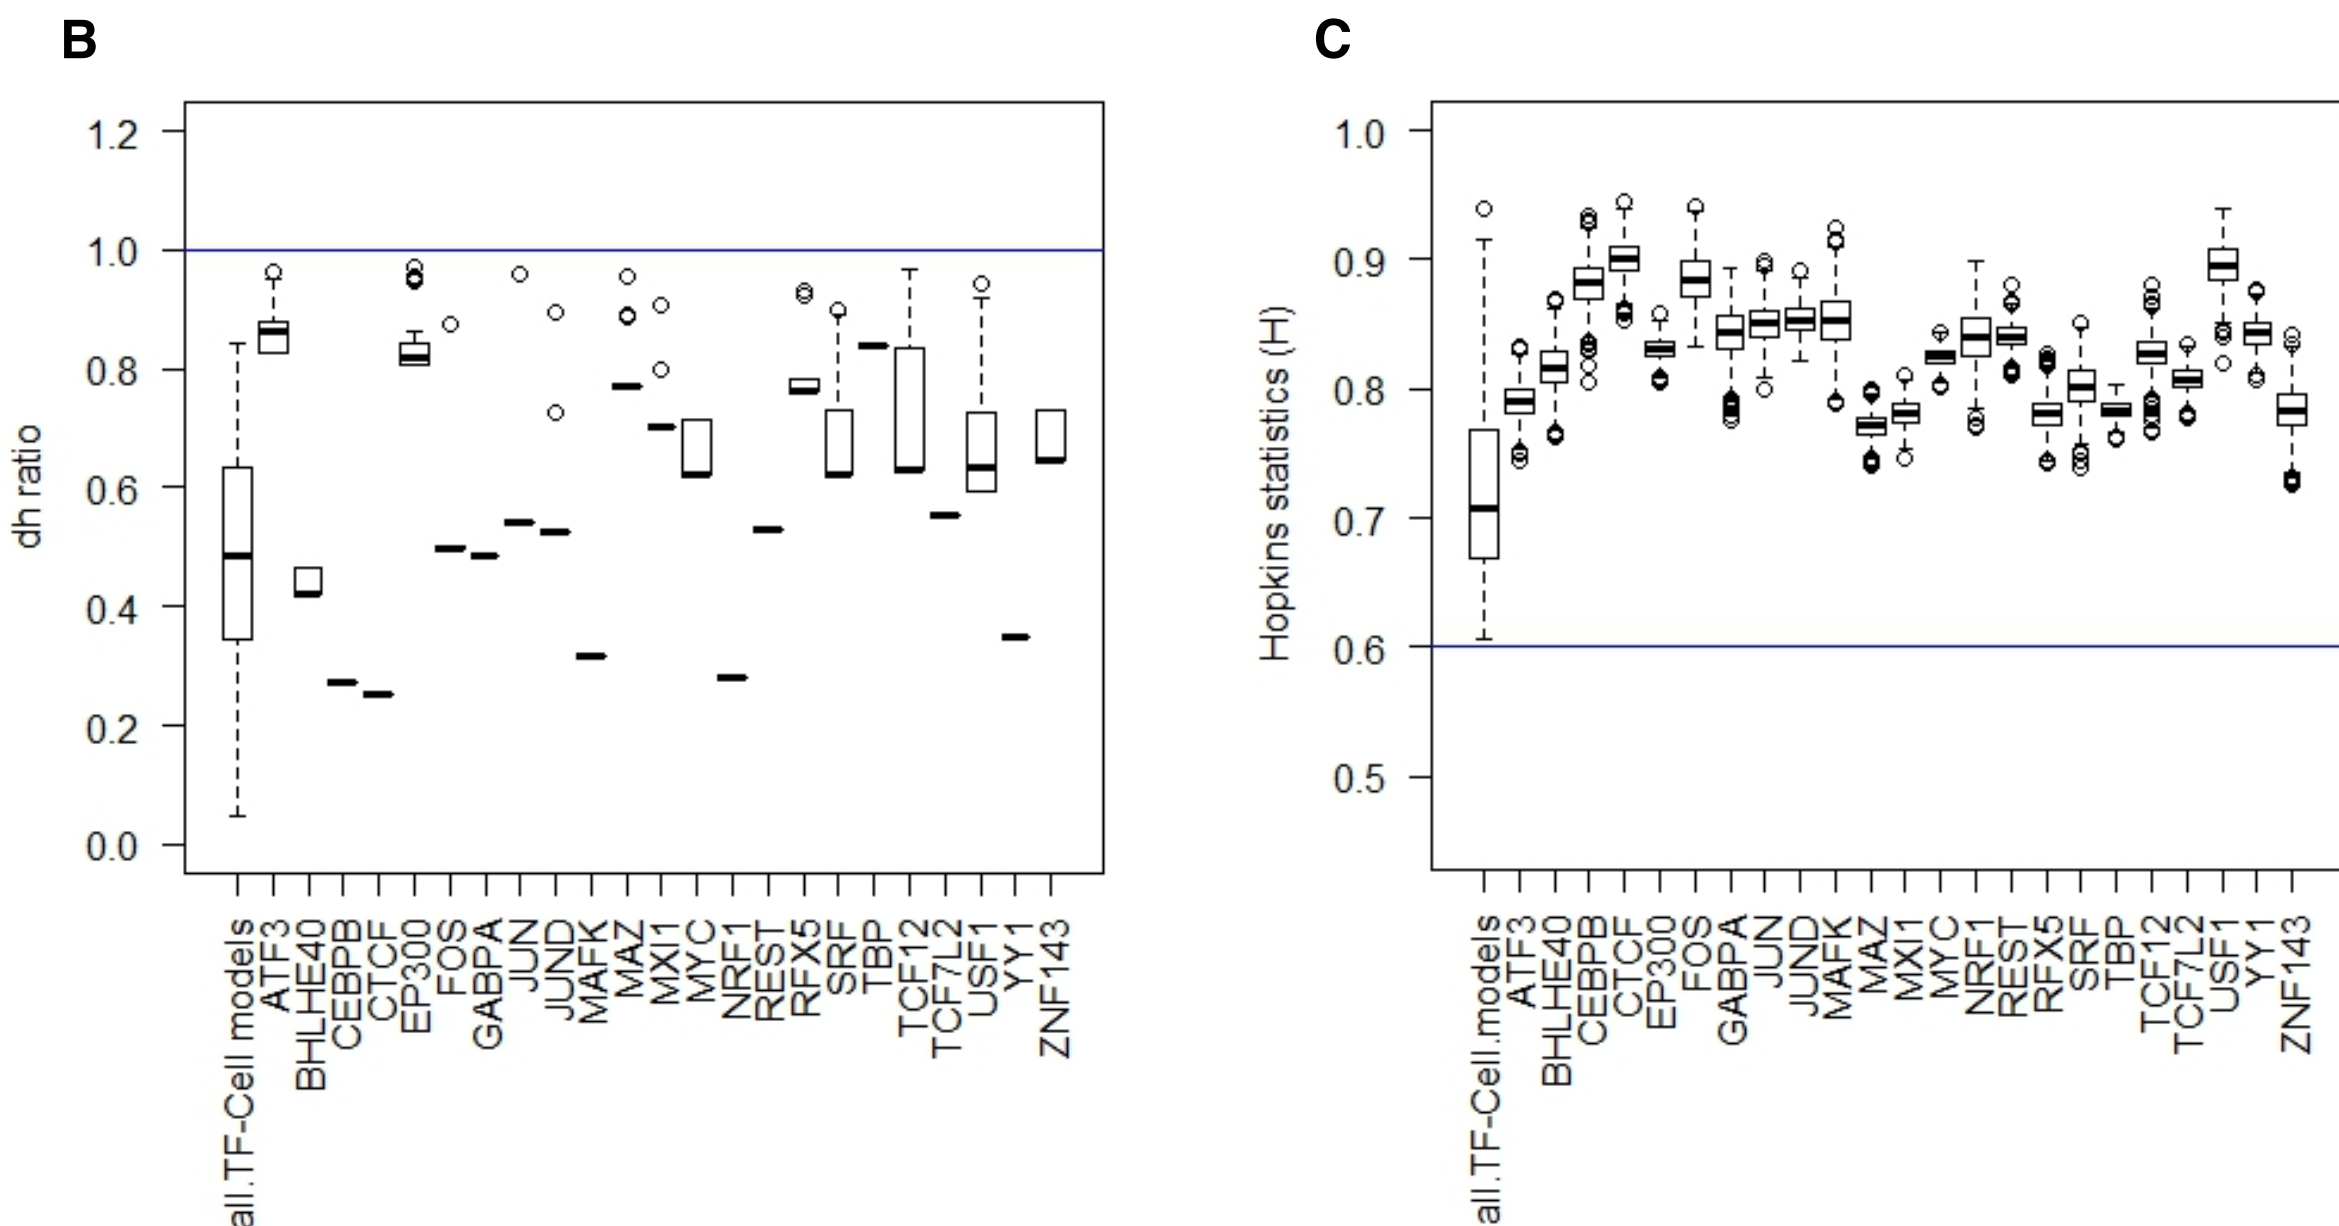 B
dh ratio
1.2
1.0
0.8
0.6
0.4
0.2
0.0
all.TF-Cell models
ATF3
BHLHE40
CEBPB
CTCF
EP300
FOS
GABPA
JUN
JUND
MAFK
MAZ
MXI1
MYC
NRF1
REST
RFX5
SRF
TBP
TCF12
TCF7L2
USF1
YY1
ZNF143
C
Hopkins statistics (H)
1.0
0.9
0.8
0.7
0.6
0.5
all.TF-Cell.models
ATF3
BHLHE40
CEBPB
CTCF
EP300
FOS
GABPA
JUN
JUND
MAFK
MAZ
MXI1
MYC
NRF1
REST
RFX5
SRF
TBP
TCF12
TCF7L2
USF1
YY1
ZNF143